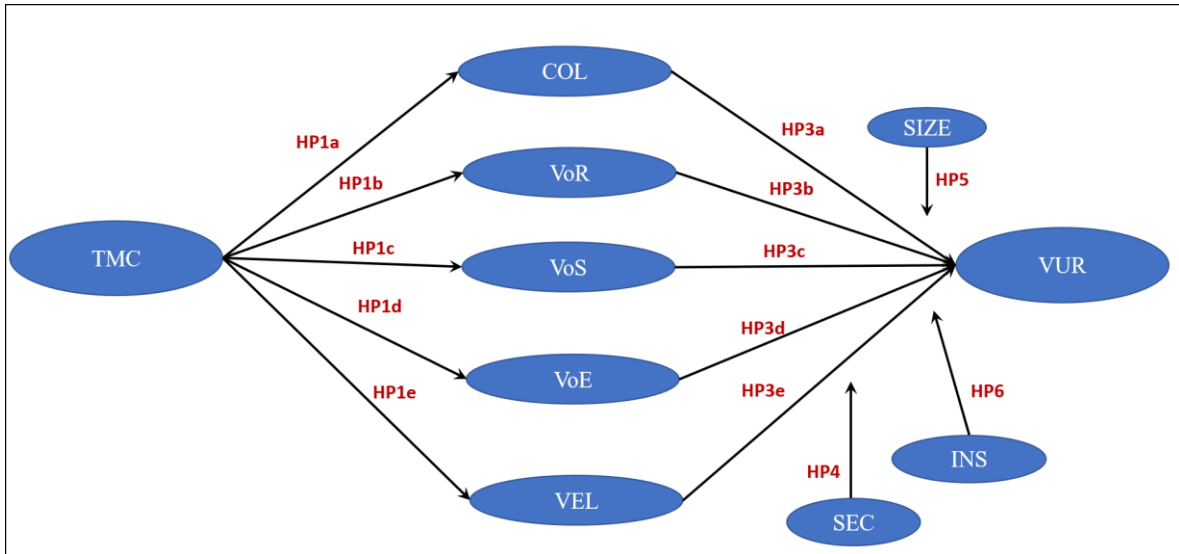 COL
HP1a
HP3a
SIZE
HP1b
VoR
HP3b
HP5
TMC
HP1c
VoS
HP3c
VUR
HP1d
HP3d
VoE
HP1e
HP3e
HP6
INS
HP4
VEL
SEC